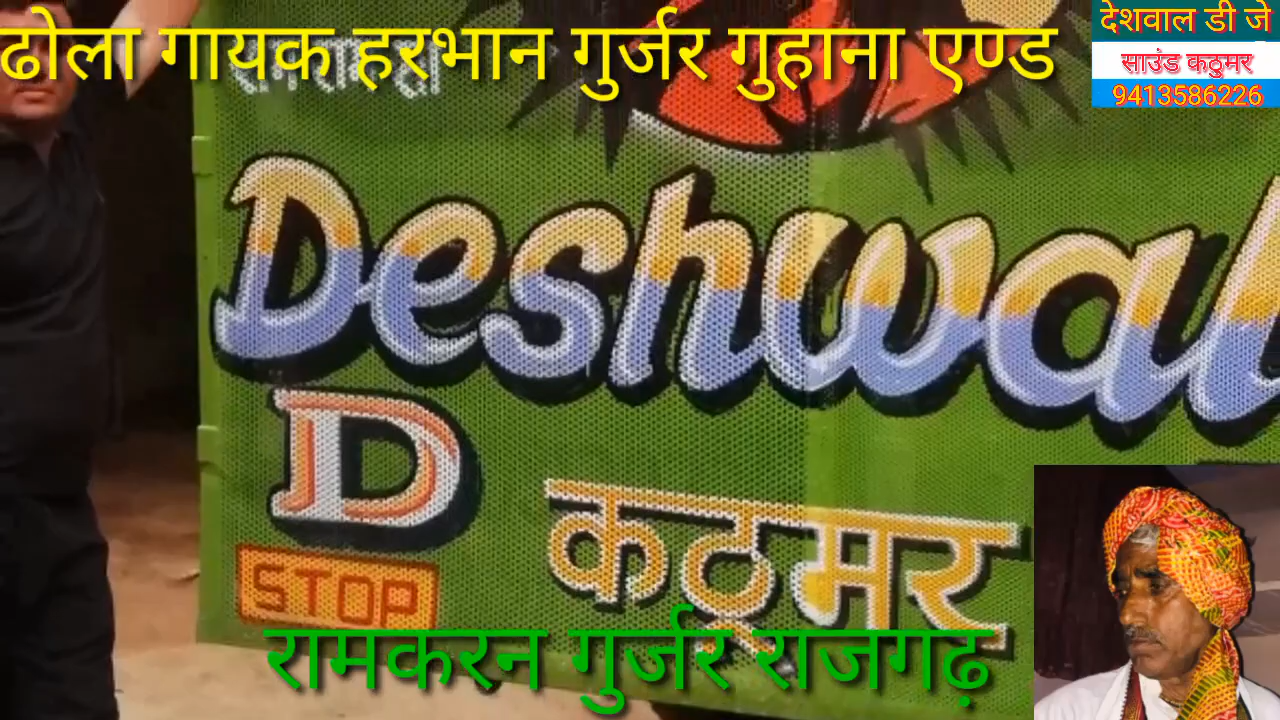 ढोला गायक हरभान गुर्जर गुहाना एण्ड
देशवाल डी जे
साउंड कठुमर
9413586226
Deshwal
D
कठूमर
STOP
रामकरन गुर्जर राजगढ़